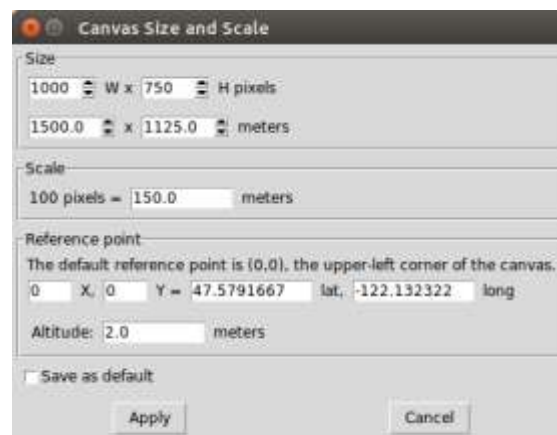 Canvas Size and Scale
Size
1000 W x 750 H pixels
1500.0 x 1125.0 meters
Scale
100 pixels = 150.0 meters
Reference point
The default reference point is (0,0), the upper-left corner of the canvas.
0 X, 0 Y = 47.5791667 lat, -122.132322 long
Altitude: 2.0 meters
Save as default
Apply Cancel